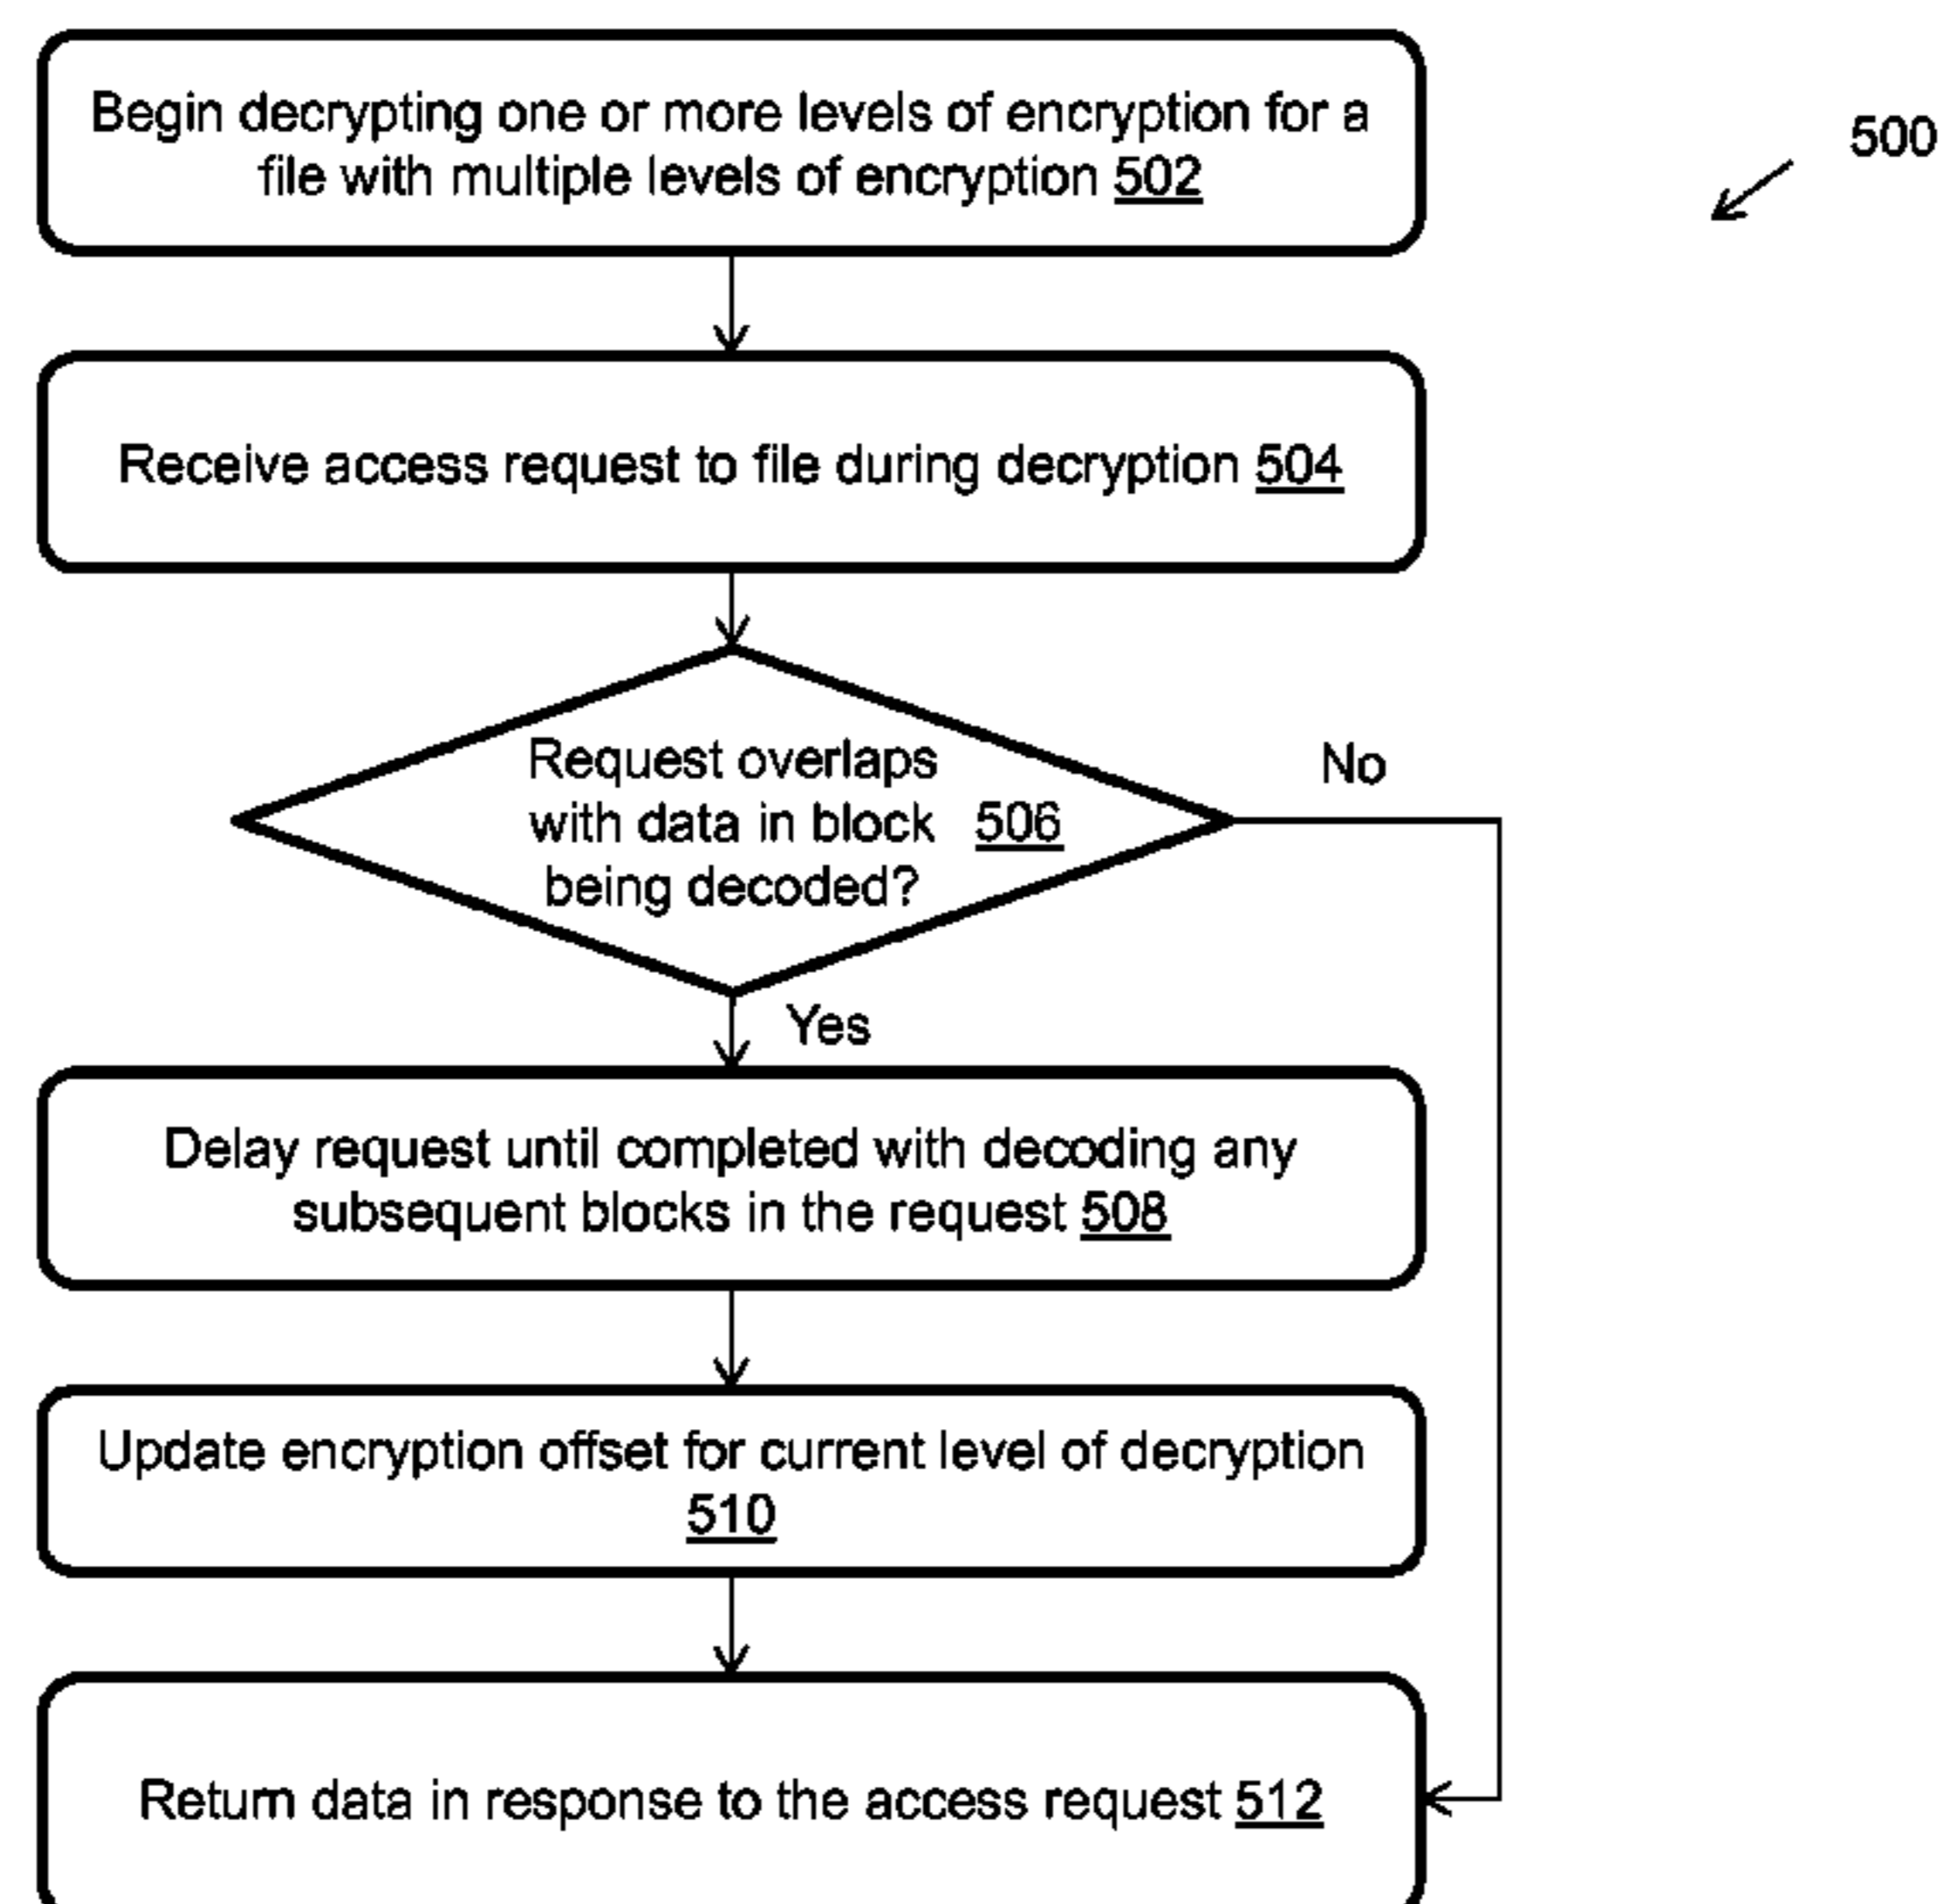 Begin decrypting one or more levels of encryption for a
file with multiple levels of encryption 502
500
Receive access request to file during decryption 504
Request overlaps
with data in block 506
being decoded?
No
Yes
Delay request until completed with decoding any
subsequent blocks in the request 508
Update encryption offset for current level of decryption
510
Return data in response to the access request 512